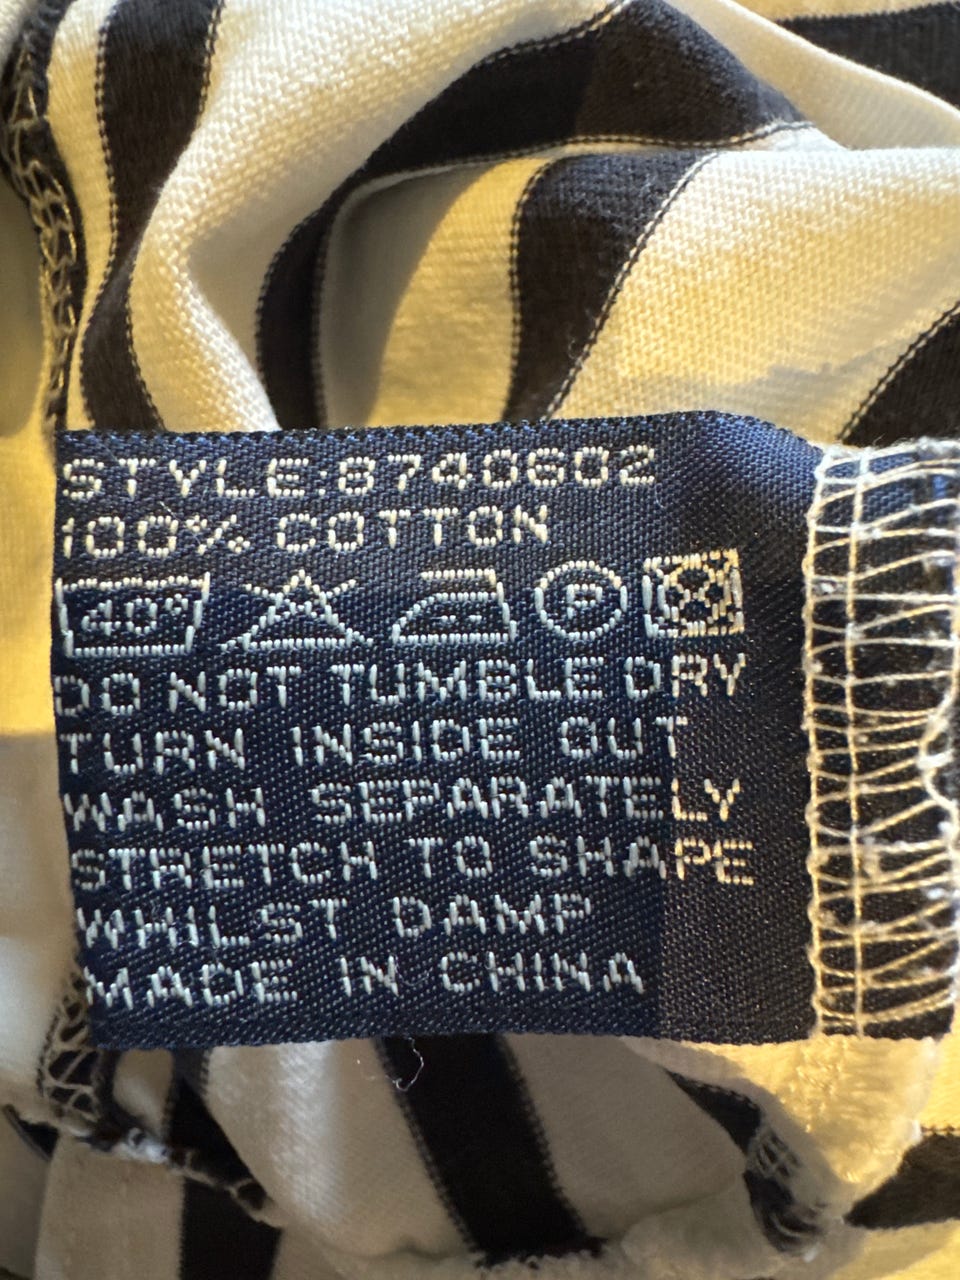 STYLE:8740602
100% COTTON
40° P
DO NOT TUMBLE DRY
TURN INSIDE OUT
WASH SEPARATELY
STRETCH TO SHAPE
WHILST DAMP
MADE IN CHINA